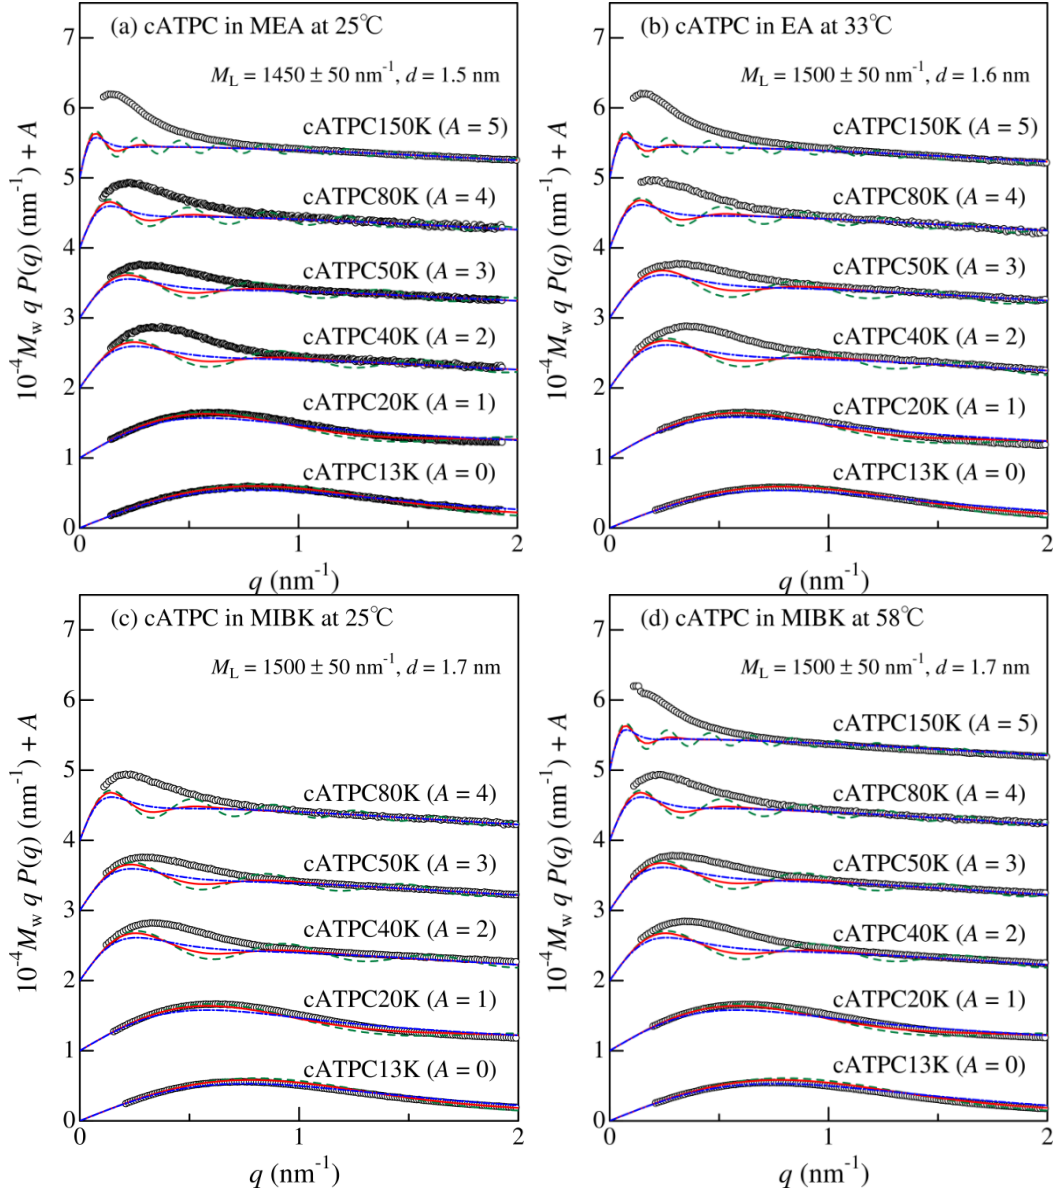 (a) cATPC in MEA at 25℃
M_L = 1450 ± 50 nm⁻¹, d = 1.5 nm
cATPC150K (A = 5)
cATPC80K (A = 4)
cATPC50K (A = 3)
cATPC40K (A = 2)
cATPC20K (A = 1)
cATPC13K (A = 0)
7
6
5
4
3
2
1
0
10⁻⁴M_w q P(q) (nm⁻¹) + A
0 1 2
q (nm⁻¹)
(b) cATPC in EA at 33℃
M_L = 1500 ± 50 nm⁻¹, d = 1.6 nm
cATPC150K (A = 5)
cATPC80K (A = 4)
cATPC50K (A = 3)
cATPC40K (A = 2)
cATPC20K (A = 1)
cATPC13K (A = 0)
7
6
5
4
3
2
1
0
10⁻⁴M_w q P(q) (nm⁻¹) + A
0 1 2
q (nm⁻¹)
(c) cATPC in MIBK at 25℃
M_L = 1500 ± 50 nm⁻¹, d = 1.7 nm
cATPC80K (A = 4)
cATPC50K (A = 3)
cATPC40K (A = 2)
cATPC20K (A = 1)
cATPC13K (A = 0)
7
6
5
4
3
2
1
0
10⁻⁴M_w q P(q) (nm⁻¹) + A
0 1 2
q (nm⁻¹)
(d) cATPC in MIBK at 58℃
M_L = 1500 ± 50 nm⁻¹, d = 1.7 nm
cATPC150K (A = 5)
cATPC80K (A = 4)
cATPC50K (A = 3)
cATPC40K (A = 2)
cATPC20K (A = 1)
cATPC13K (A = 0)
7
6
5
4
3
2
1
0
10⁻⁴M_w q P(q) (nm⁻¹) + A
0 1 2
q (nm⁻¹)